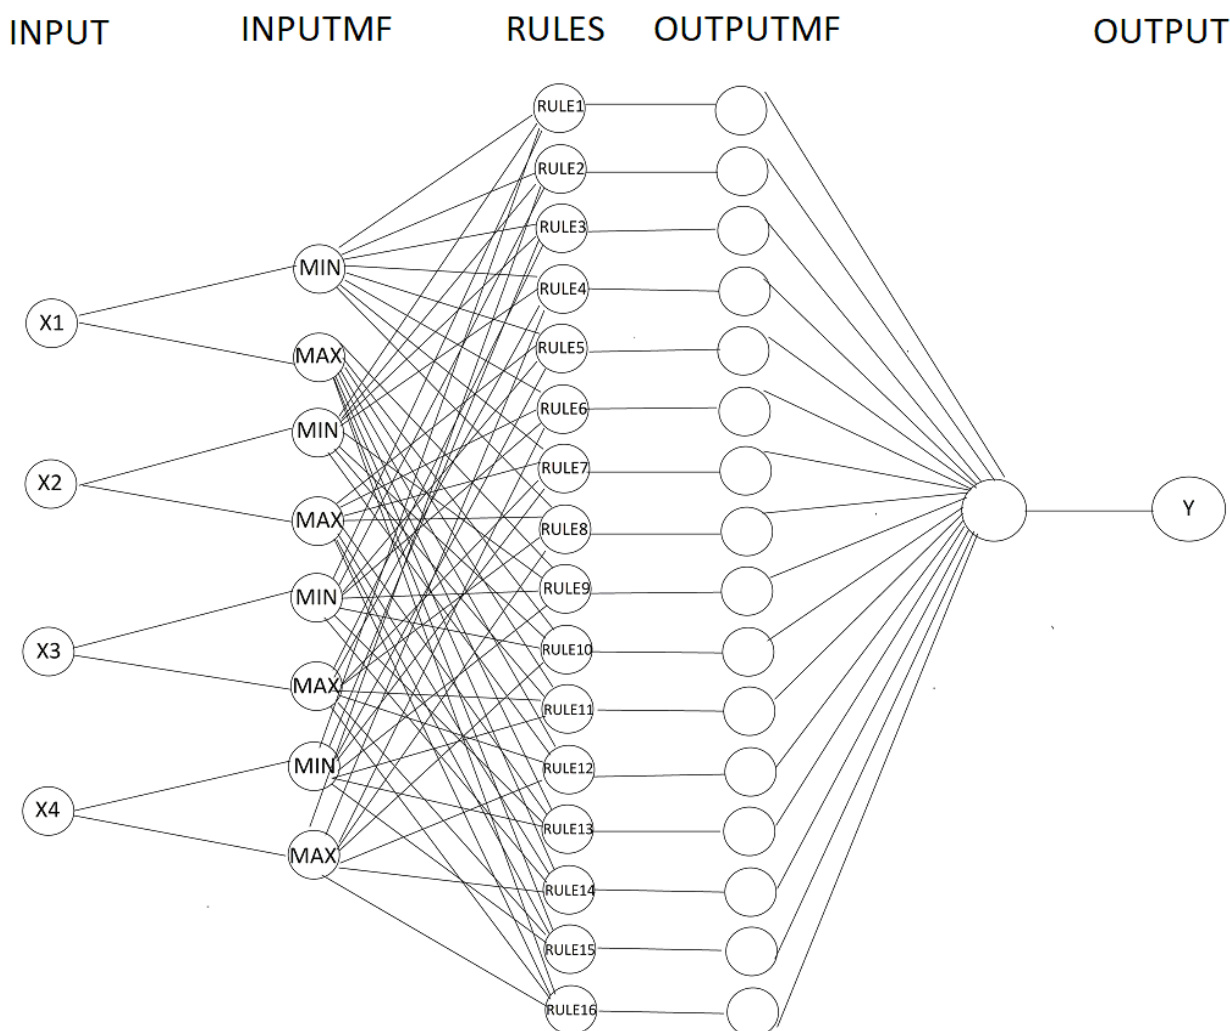 INPUT INPUTMF RULES OUTPUTMF OUTPUT
RULE1
RULE2
RULE3
MIN
RULE4
X1
RULE5
MAX
RULE6
MIN
RULE7
X2
MAX
RULE8
Y
RULE9
MIN
RULE10
X3
MAX
RULE11
RULE12
MIN
X4
RULE13
MAX
RULE14
RULE15
RULE16